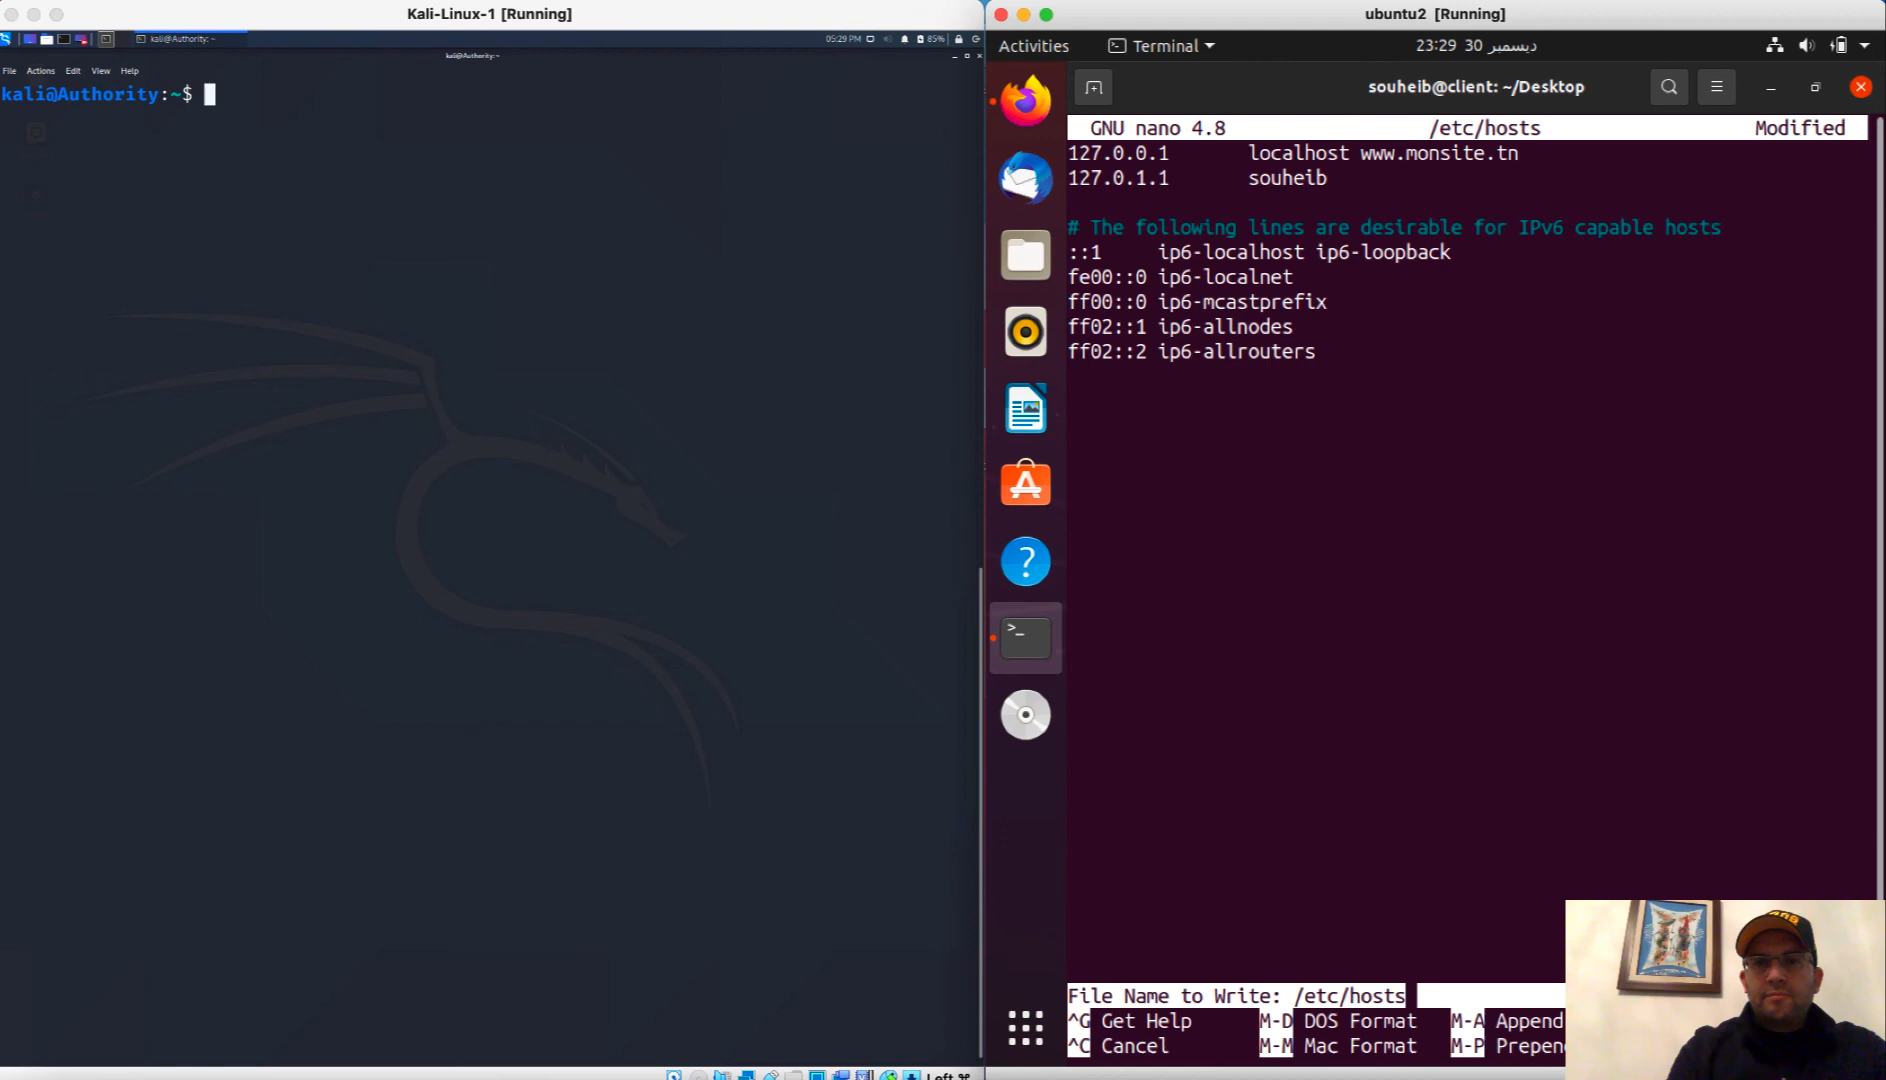 Kali-Linux-1 [Running]
kali@Authority: ~
05:29 PM
85%
kali@Authority: ~
File Actions Edit View Help
kali@Authority:~$
Left ⌘
ubuntu2 [Running]
Activities
Terminal
23:29 30 ديسمبر
souheib@client: ~/Desktop
GNU nano 4.8 /etc/hosts Modified
127.0.0.1 localhost www.monsite.tn
127.0.1.1 souheib
# The following lines are desirable for IPv6 capable hosts
::1 ip6-localhost ip6-loopback
fe00::0 ip6-localnet
ff00::0 ip6-mcastprefix
ff02::1 ip6-allnodes
ff02::2 ip6-allrouters
File Name to Write: /etc/hosts
^G Get Help M-D DOS Format M-A Append
^C Cancel M-M Mac Format M-P Prepen